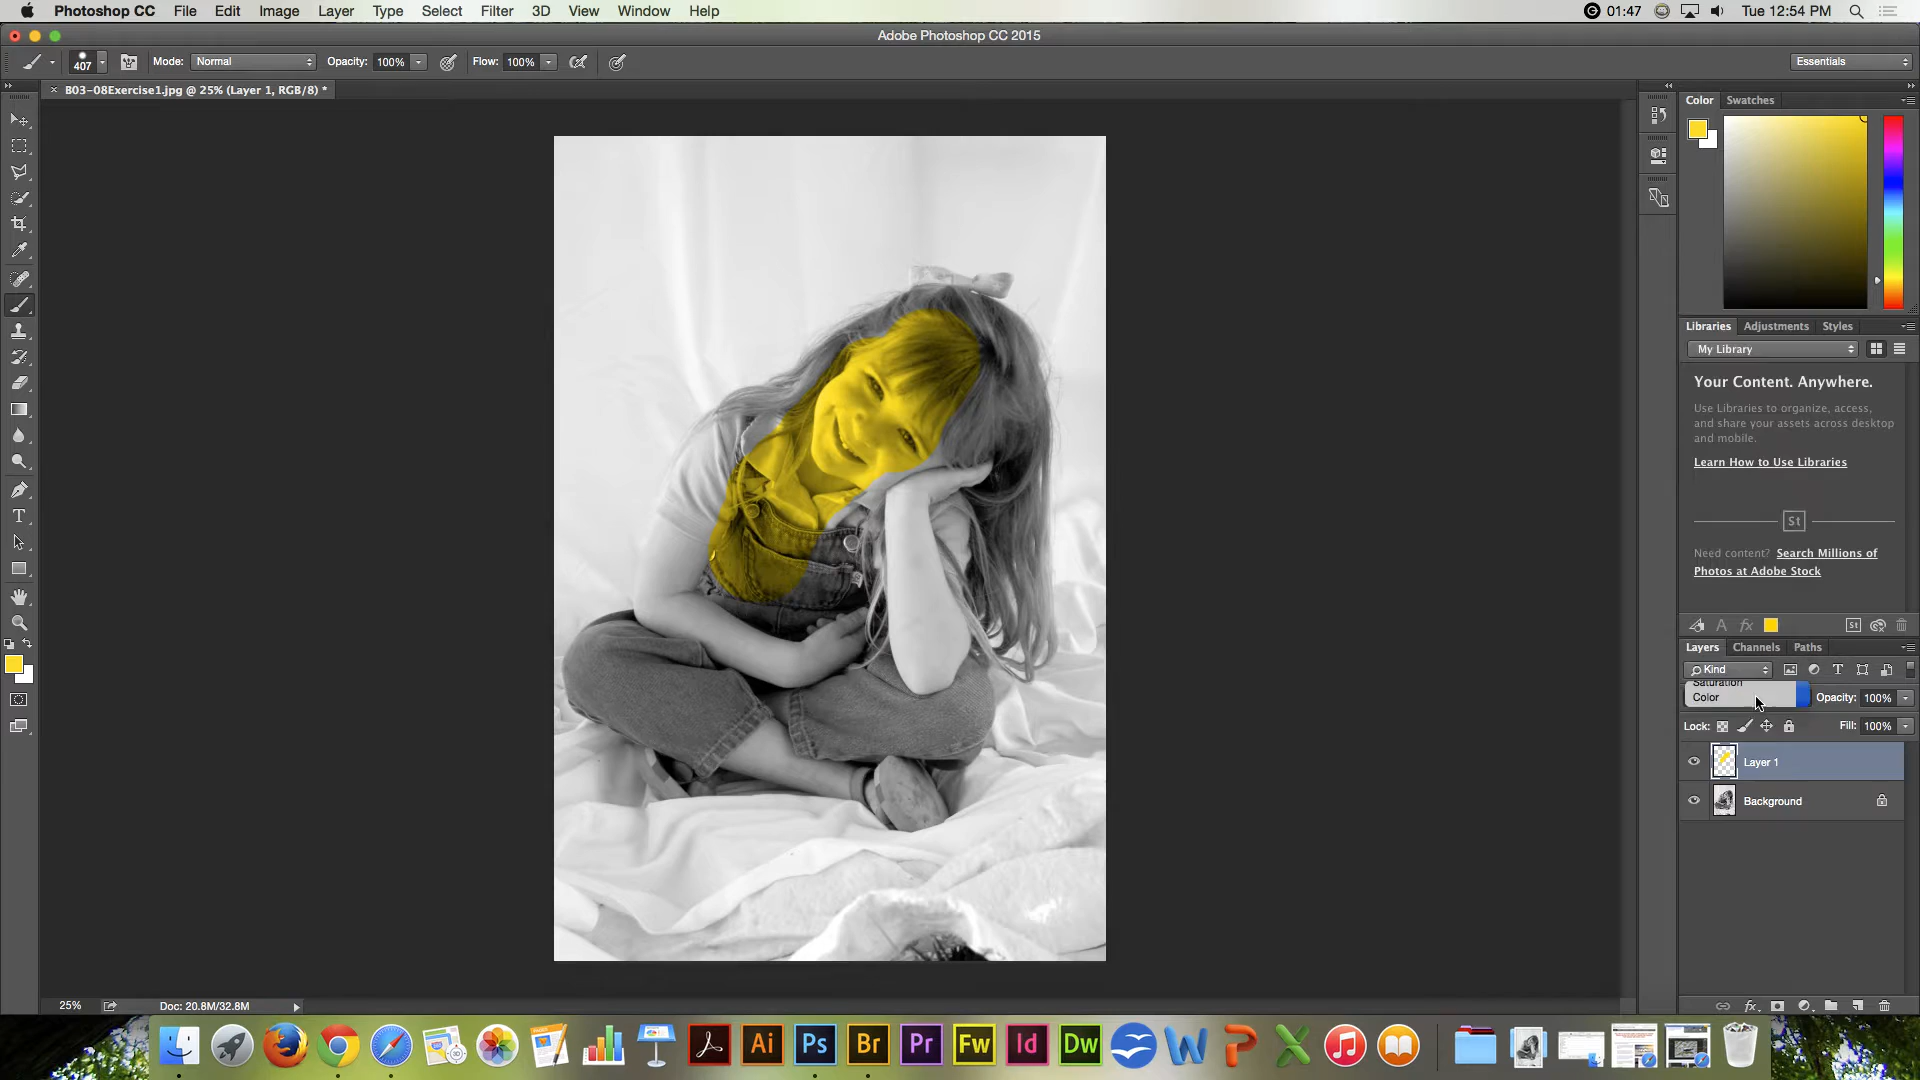 Photoshop CC File Edit Image Layer Type Select Filter 3D View Window Help 01:47 Tue 12:54 PM
Adobe Photoshop CC 2015
407 Mode: Normal Opacity: 100% Flow: 100% Essentials
× B03-08Exercise1.jpg @ 25% (Layer 1, RGB/8) *
Color Swatches
Libraries Adjustments Styles
My Library
Your Content. Anywhere.
Use Libraries to organize, access,
and share your assets across desktop
and mobile.
Learn How to Use Libraries
St
Need content? Search Millions of
Photos at Adobe Stock
A fx St
Layers Channels Paths
Kind T
Saturation
Color Opacity: 100%
Lock: Fill: 100%
Layer 1
Background
25% Doc: 20.8M/32.8M fx
Ai Ps Br Pr Fw Id Dw